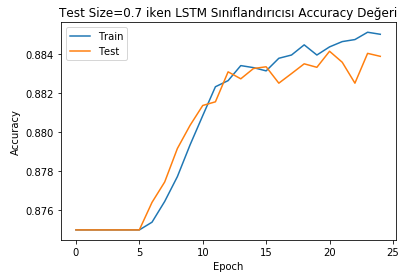 Test Size=0.7 iken LSTM Sınıflandırıcısı Accuracy Değeri
Train
Test
Accuracy
0.884
0.882
0.880
0.878
0.876
0 5 10 15 20 25
Epoch